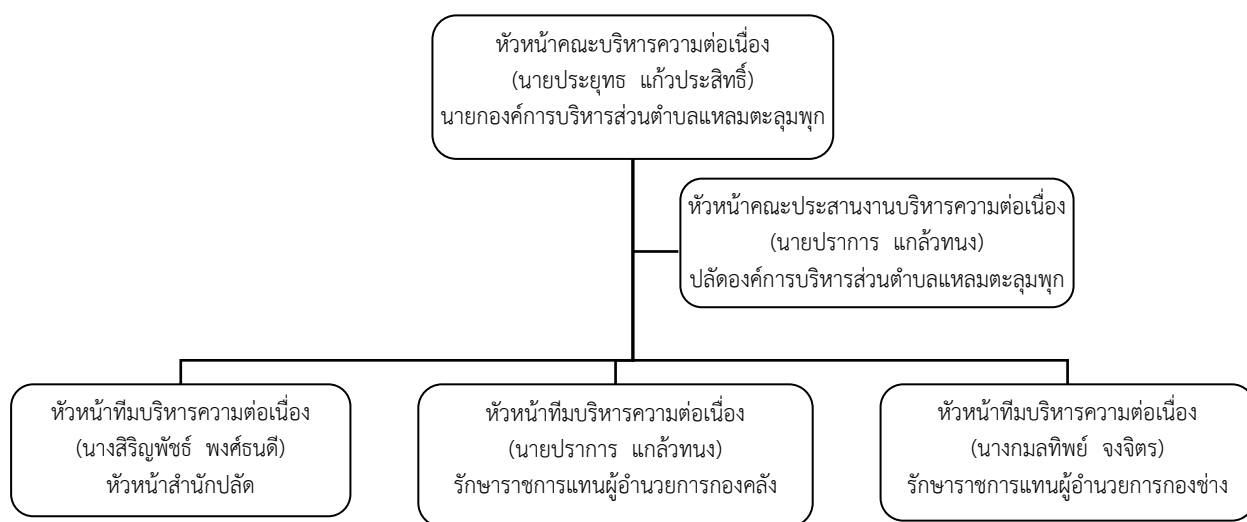 หัวหน้าคณะบริหารความต่อเนื่อง
(นายประยุทธ แก้วประสิทธิ์)
นายกองค์การบริหารส่วนตำบลแหลมตะลุมพุก
หัวหน้าคณะประสานงานบริหารความต่อเนื่อง
(นายปราการ แกล้วทนง)
ปลัดองค์การบริหารส่วนตำบลแหลมตะลุมพุก
หัวหน้าทีมบริหารความต่อเนื่อง
(นางสิริญพัชธ์ พงศ์ธนดี)
หัวหน้าสำนักปลัด
หัวหน้าทีมบริหารความต่อเนื่อง
(นายปราการ แกล้วทนง)
รักษาราชการแทนผู้อำนวยการกองคลัง
หัวหน้าทีมบริหารความต่อเนื่อง
(นางกมลทิพย์ จงจิตร)
รักษาราชการแทนผู้อำนวยการกองช่าง